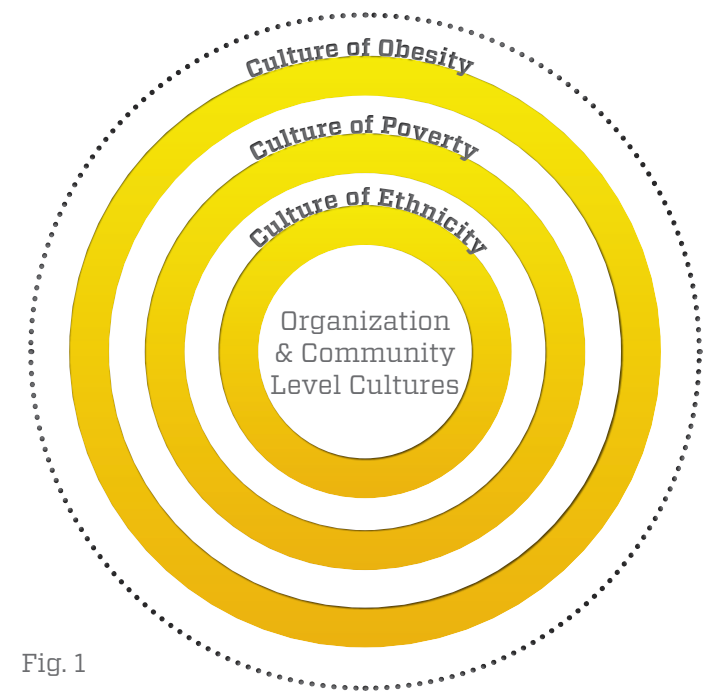 Culture of Obesity
Culture of Poverty
Culture of Ethnicity
Organization
& Community
Level Cultures
Fig. 1